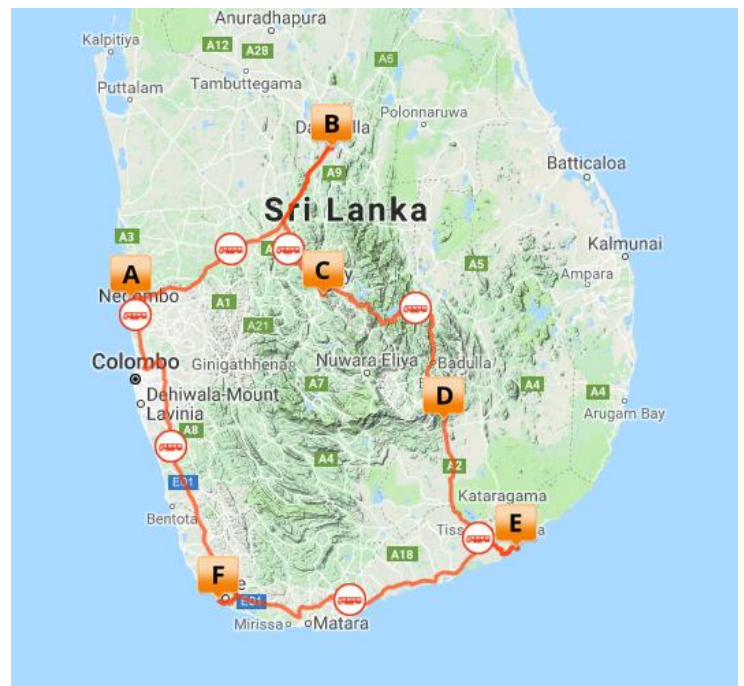 Anuradhapura
Kalpitiya
A12
A28
A6
Puttalam
Tambuttegama
Polonnaruwa
B
A9
Batticaloa
Sri Lanka
A3
Kalmunai
A
C
A5
Ampara
A1
A21
Colombo
Ginigathhena
Nuwara Eliya
Badulla
A7
D
A4
A4
Dehiwala-Mount
Lavinia
Arugam Bay
A8
A4
A2
E01
Kataragama
Bentota
E
A18
F
E01
Mirissa
Matara